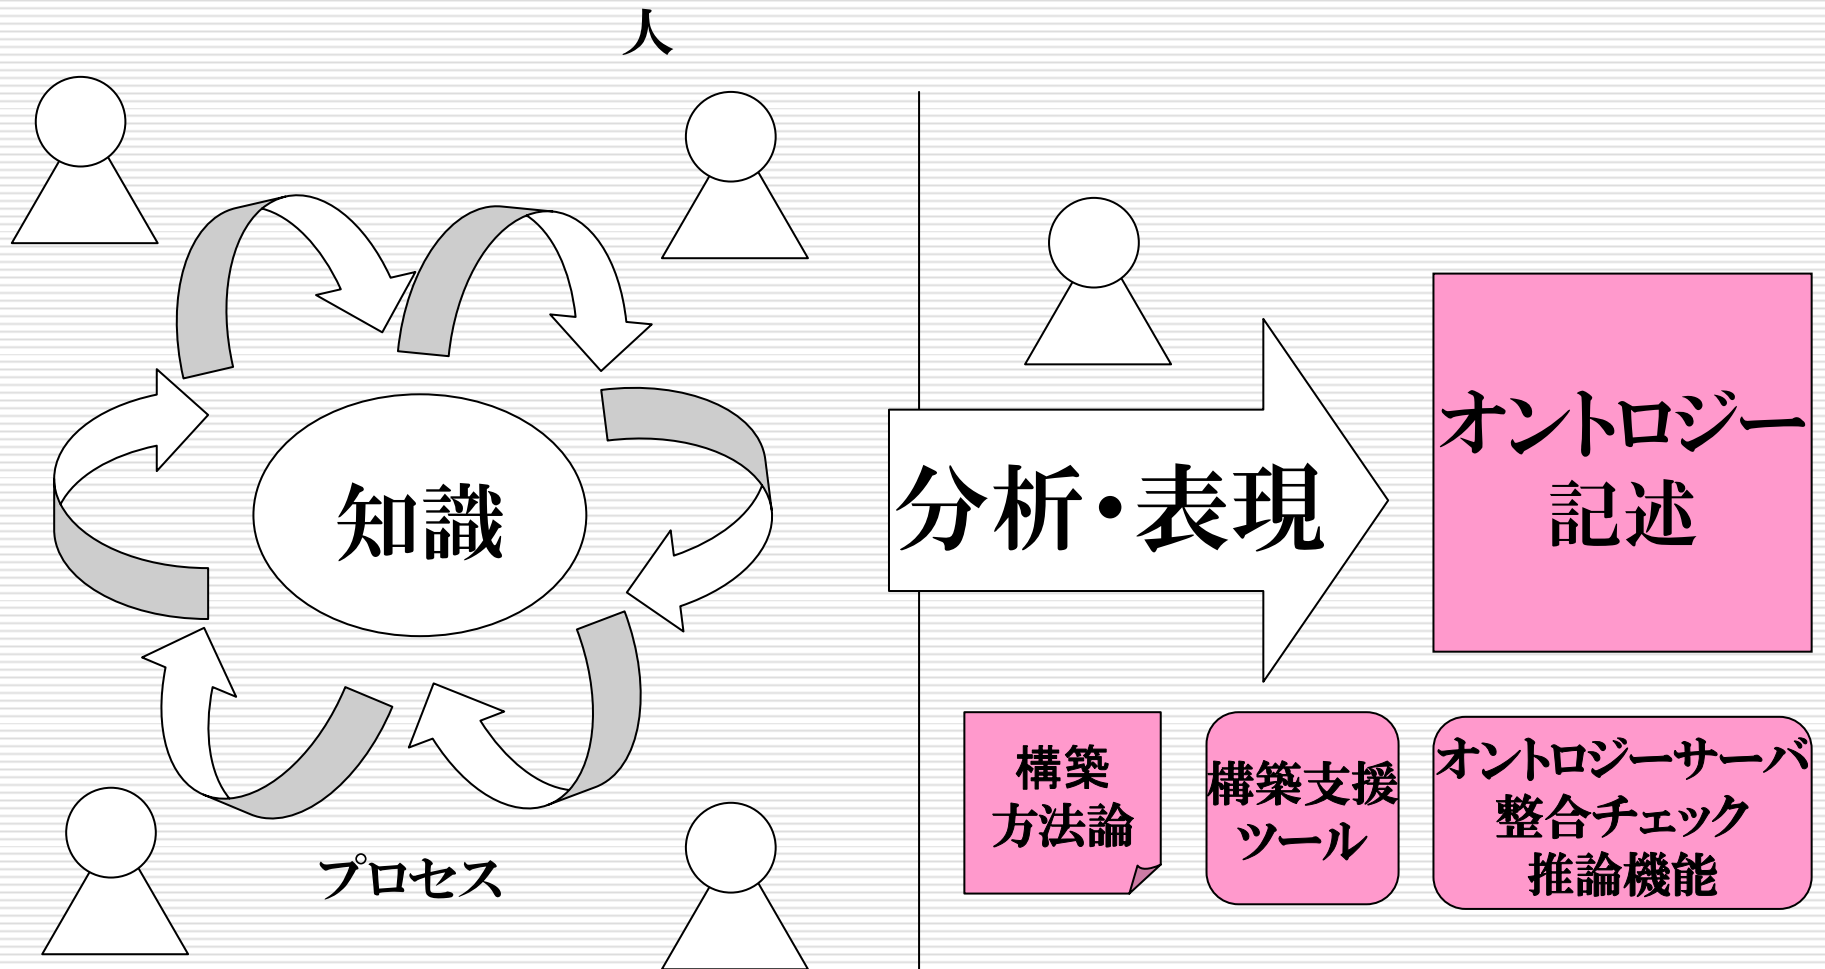 人
知識
プロセス
分析・表現
オントロジー
記述
構築
方法論
構築支援
ツール
オントロジーサーバ
整合チェック
推論機能